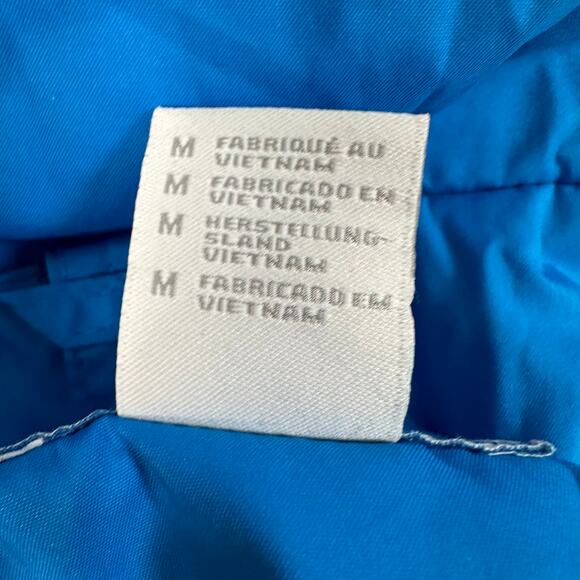 M FABRIQUÉ AU
VIETNAM
M FABRICADO EN
VIETNAM
M HERSTELLUNG-
SLAND
VIETNAM
M FABRICADO EM
VIETNAM